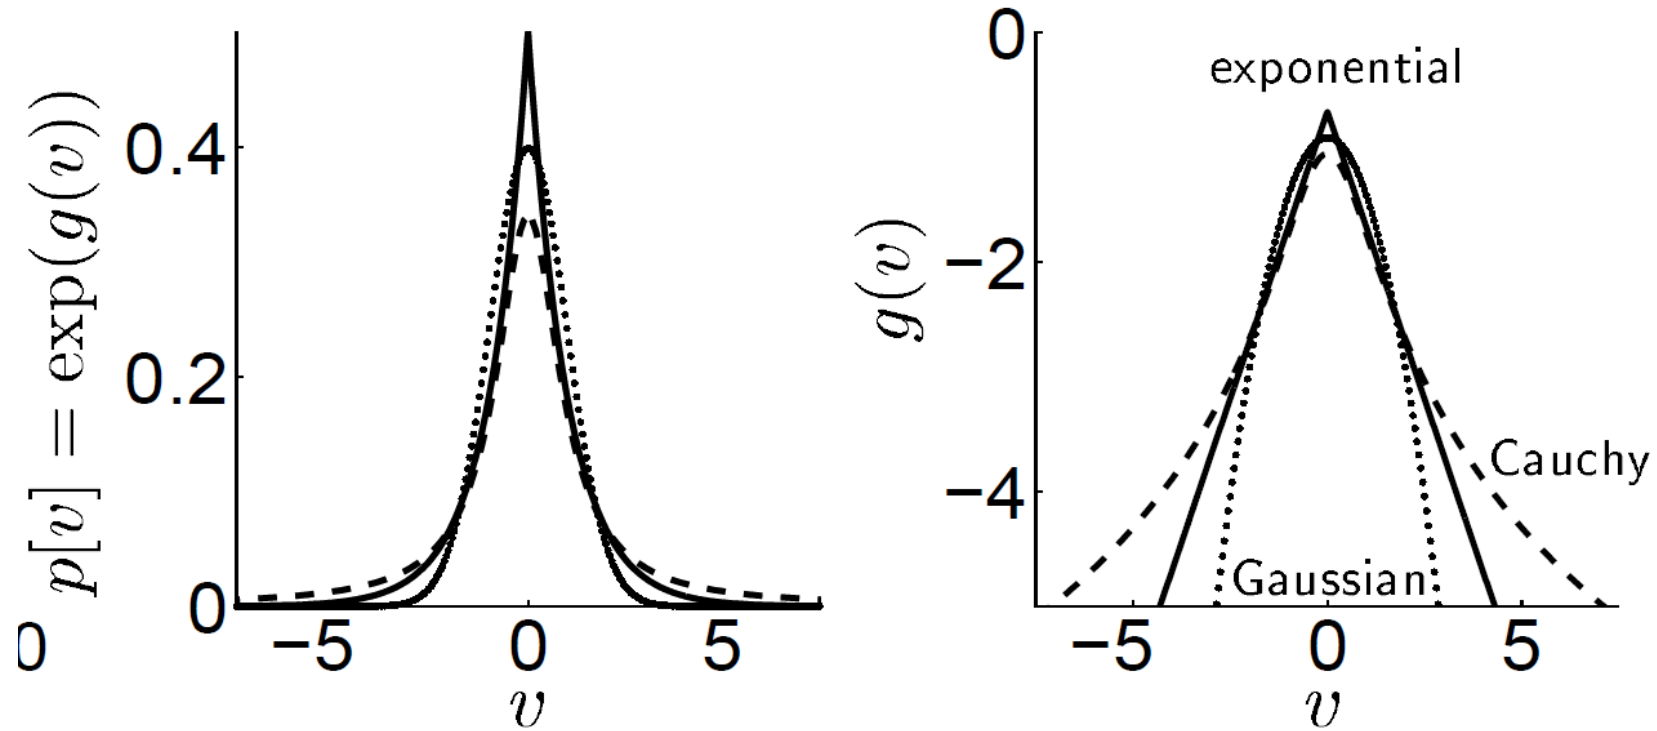 p[v] = exp(g(v))
0.4
0.2
0
0
−5 0 5
v
g(v)
0
−2
−4
exponential
Cauchy
Gaussian
−5 0 5
v